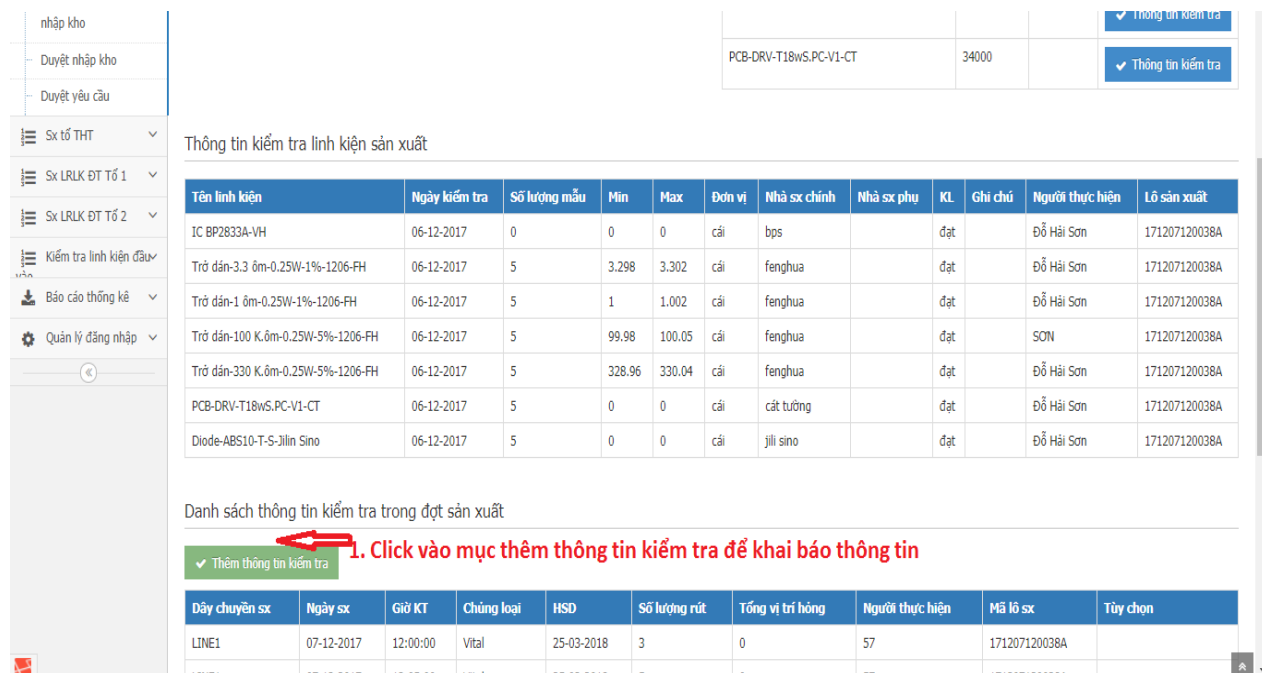 nhập kho
Duyệt nhập kho
Duyệt yêu cầu
Sx tổ THT
Sx LRLK ĐT Tổ 1
Sx LRLK ĐT Tổ 2
Kiểm tra linh kiện đầu
vào
Báo cáo thống kê
Quản lý đăng nhập
Thông tin kiểm tra
PCB-DRV-T18wS.PC-V1-CT 34000 Thông tin kiểm tra
Thông tin kiểm tra linh kiện sản xuất
Tên linh kiện Ngày kiểm tra Số lượng mẫu Min Max Đơn vị Nhà sx chính Nhà sx phụ KL Ghi chú Người thực hiện Lô sản xuất
IC BP2833A-VH 06-12-2017 0 0 0 cái bps đạt Đỗ Hải Sơn 171207120038A
Trở dán-3.3 ôm-0.25W-1%-1206-FH 06-12-2017 5 3.298 3.302 cái fenghua đạt Đỗ Hải Sơn 171207120038A
Trở dán-1 ôm-0.25W-1%-1206-FH 06-12-2017 5 1 1.002 cái fenghua đạt Đỗ Hải Sơn 171207120038A
Trở dán-100 K.ôm-0.25W-5%-1206-FH 06-12-2017 5 99.98 100.05 cái fenghua đạt SƠN 171207120038A
Trở dán-330 K.ôm-0.25W-5%-1206-FH 06-12-2017 5 328.96 330.04 cái fenghua đạt Đỗ Hải Sơn 171207120038A
PCB-DRV-T18wS.PC-V1-CT 06-12-2017 5 0 0 cái cát tường đạt Đỗ Hải Sơn 171207120038A
Diode-ABS10-T-S-Jilin Sino 06-12-2017 5 0 0 cái jili sino đạt Đỗ Hải Sơn 171207120038A
Danh sách thông tin kiểm tra trong đợt sản xuất
1. Click vào mục thêm thông tin kiểm tra để khai báo thông tin
Thêm thông tin kiểm tra
Dây chuyền sx Ngày sx Giờ KT Chủng loại HSD Số lượng rút Tổng vị trí hỏng Người thực hiện Mã lô sx Tùy chọn
LINE1 07-12-2017 12:00:00 Vital 25-03-2018 3 0 57 171207120038A